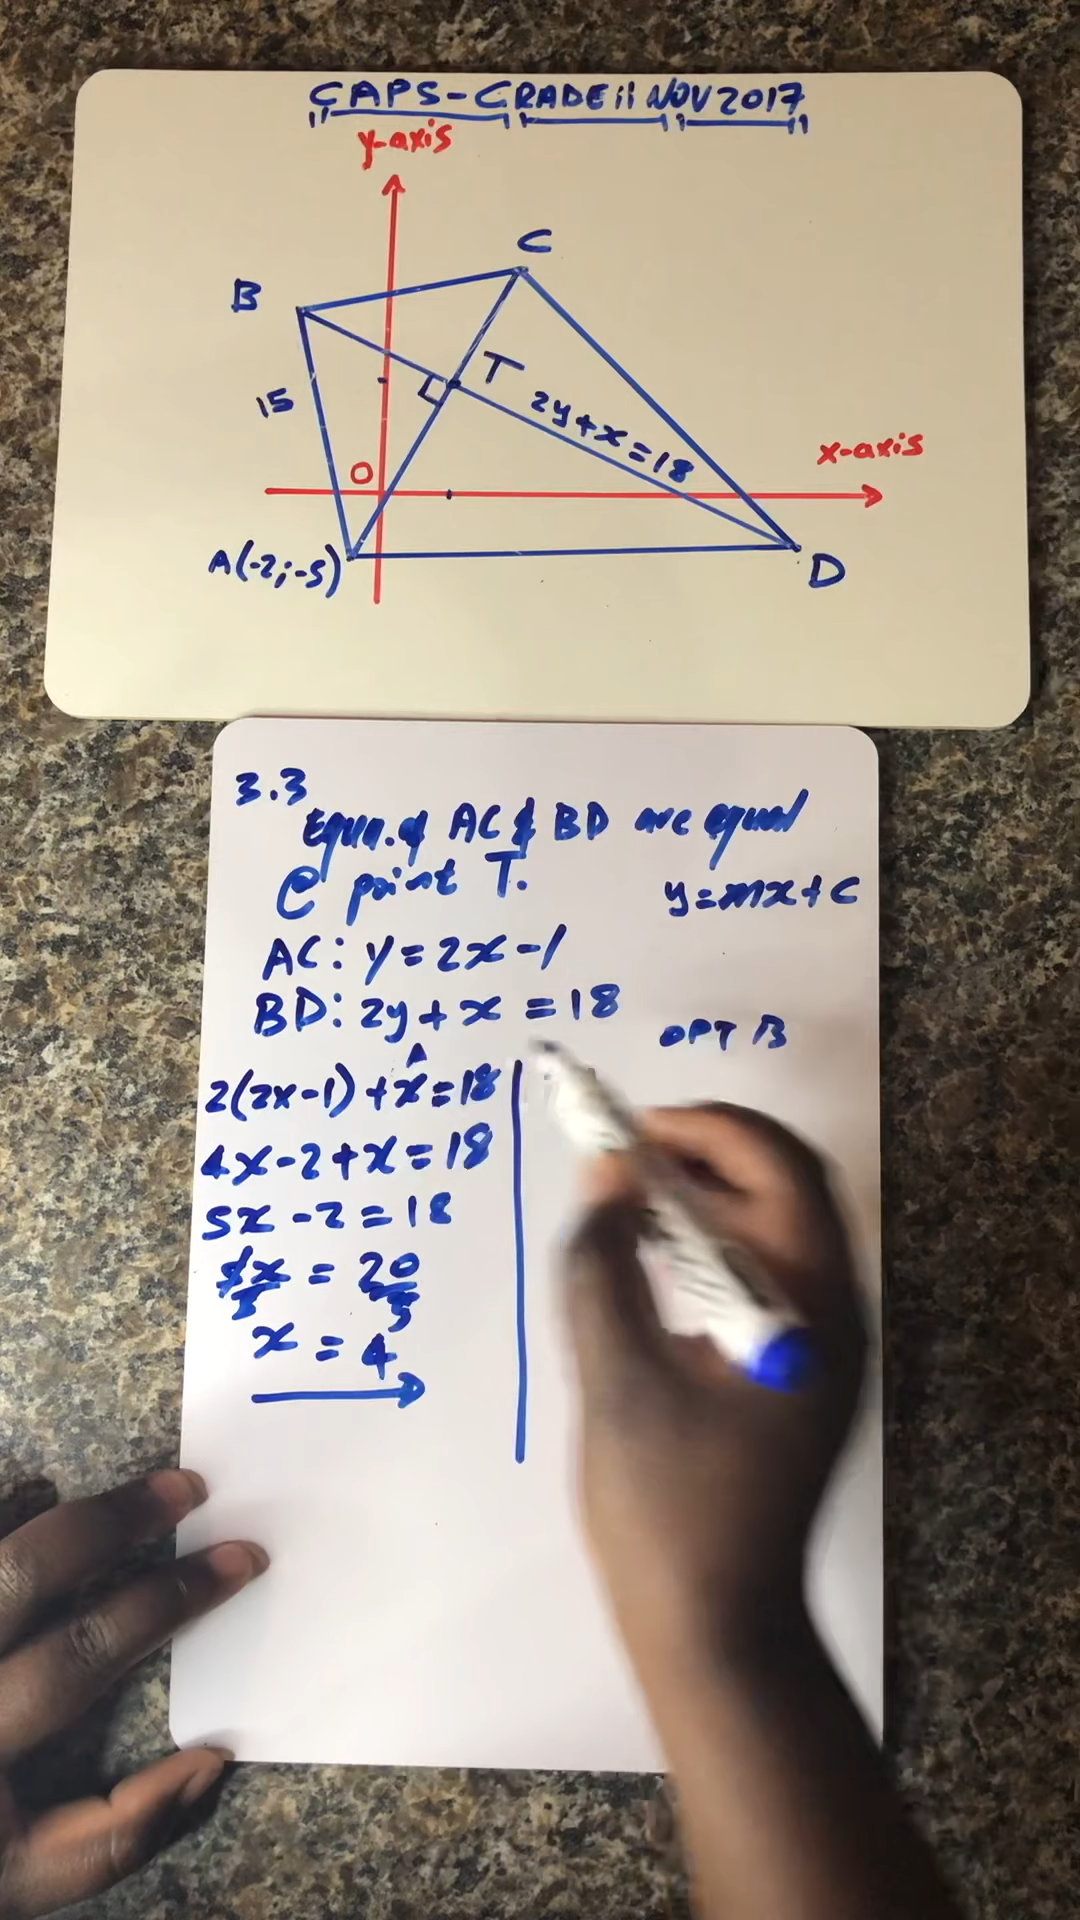 CAPS-GRADE 11 NOV 2017
y-axis
C
B
T
15
2y+x=18
x-axis
O
A(-2;-5)
D
3.3
Equa. of AC & BD are equal
@ point T.
y=mx+c
AC: y=2x-1
BD: 2y+x=18
OPT B
2(2x-1)+x=18
4x-2+x=18
5x-2=18
5x/5 = 20/5
x = 4